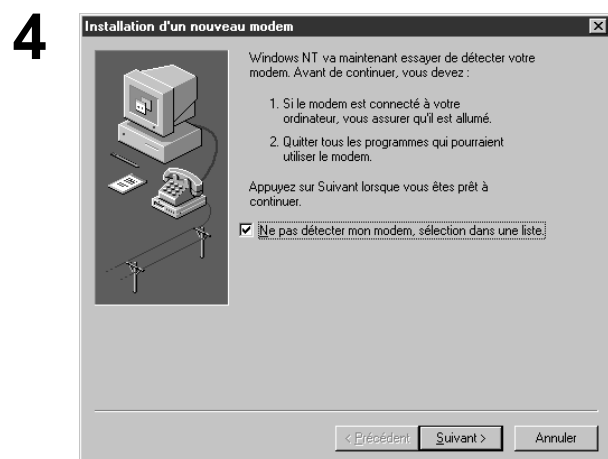 4
Installation d'un nouveau modem
Windows NT va maintenant essayer de détecter votre
modem. Avant de continuer, vous devez :
1. Si le modem est connecté à votre
ordinateur, vous assurer qu'il est allumé.
2. Quitter tous les programmes qui pourraient
utiliser le modem.
Appuyez sur Suivant lorsque vous êtes prêt à
continuer.
Ne pas détecter mon modem, sélection dans une liste.
< Précédent Suivant > Annuler